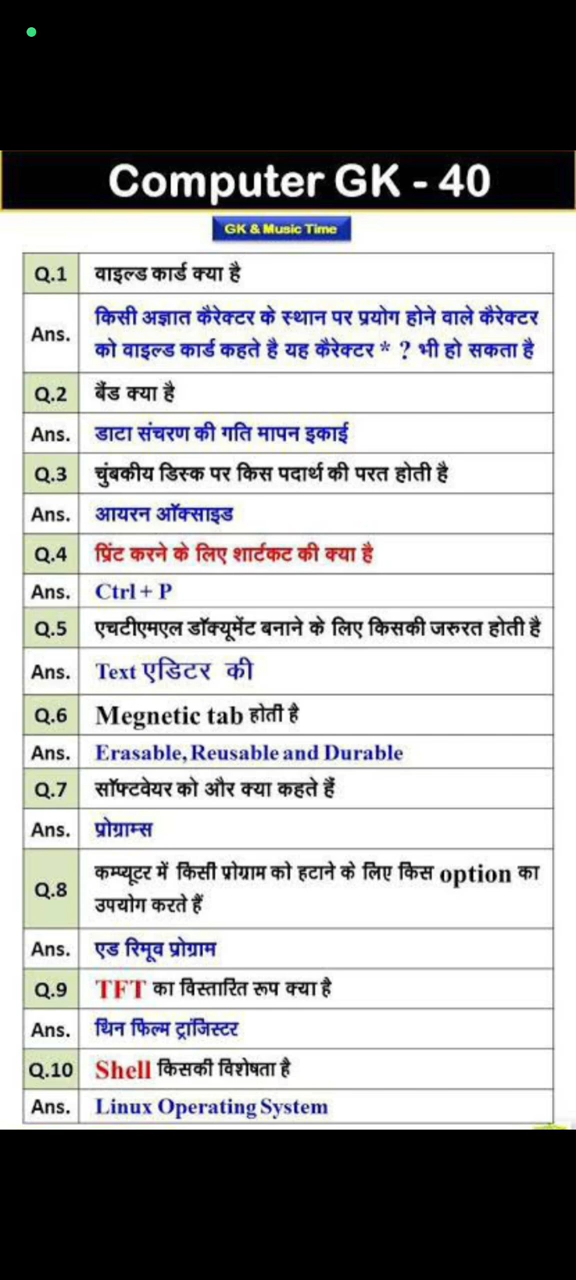 Computer GK - 40
GK & Music Time
Q.1 वाइल्ड कार्ड क्या है
Ans. किसी अज्ञात कैरेक्टर के स्थान पर प्रयोग होने वाले कैरेक्टर
को वाइल्ड कार्ड कहते है यह कैरेक्टर * ? भी हो सकता है
Q.2 बैंड क्या है
Ans. डाटा संचरण की गति मापन इकाई
Q.3 चुंबकीय डिस्क पर किस पदार्थ की परत होती है
Ans. आयरन ऑक्साइड
Q.4 प्रिंट करने के लिए शार्टकट की क्या है
Ans. Ctrl + P
Q.5 एचटीएमएल डॉक्यूमेंट बनाने के लिए किसकी जरुरत होती है
Ans. Text एडिटर की
Q.6 Megnetic tab होती है
Ans. Erasable, Reusable and Durable
Q.7 सॉफ्टवेयर को और क्या कहते हैं
Ans. प्रोग्राम्स
Q.8 कम्प्यूटर में किसी प्रोग्राम को हटाने के लिए किस option का
उपयोग करते हैं
Ans. एड रिमूव प्रोग्राम
Q.9 TFT का विस्तारित रूप क्या है
Ans. थिन फिल्म ट्रांजिस्टर
Q.10 Shell किसकी विशेषता है
Ans. Linux Operating System